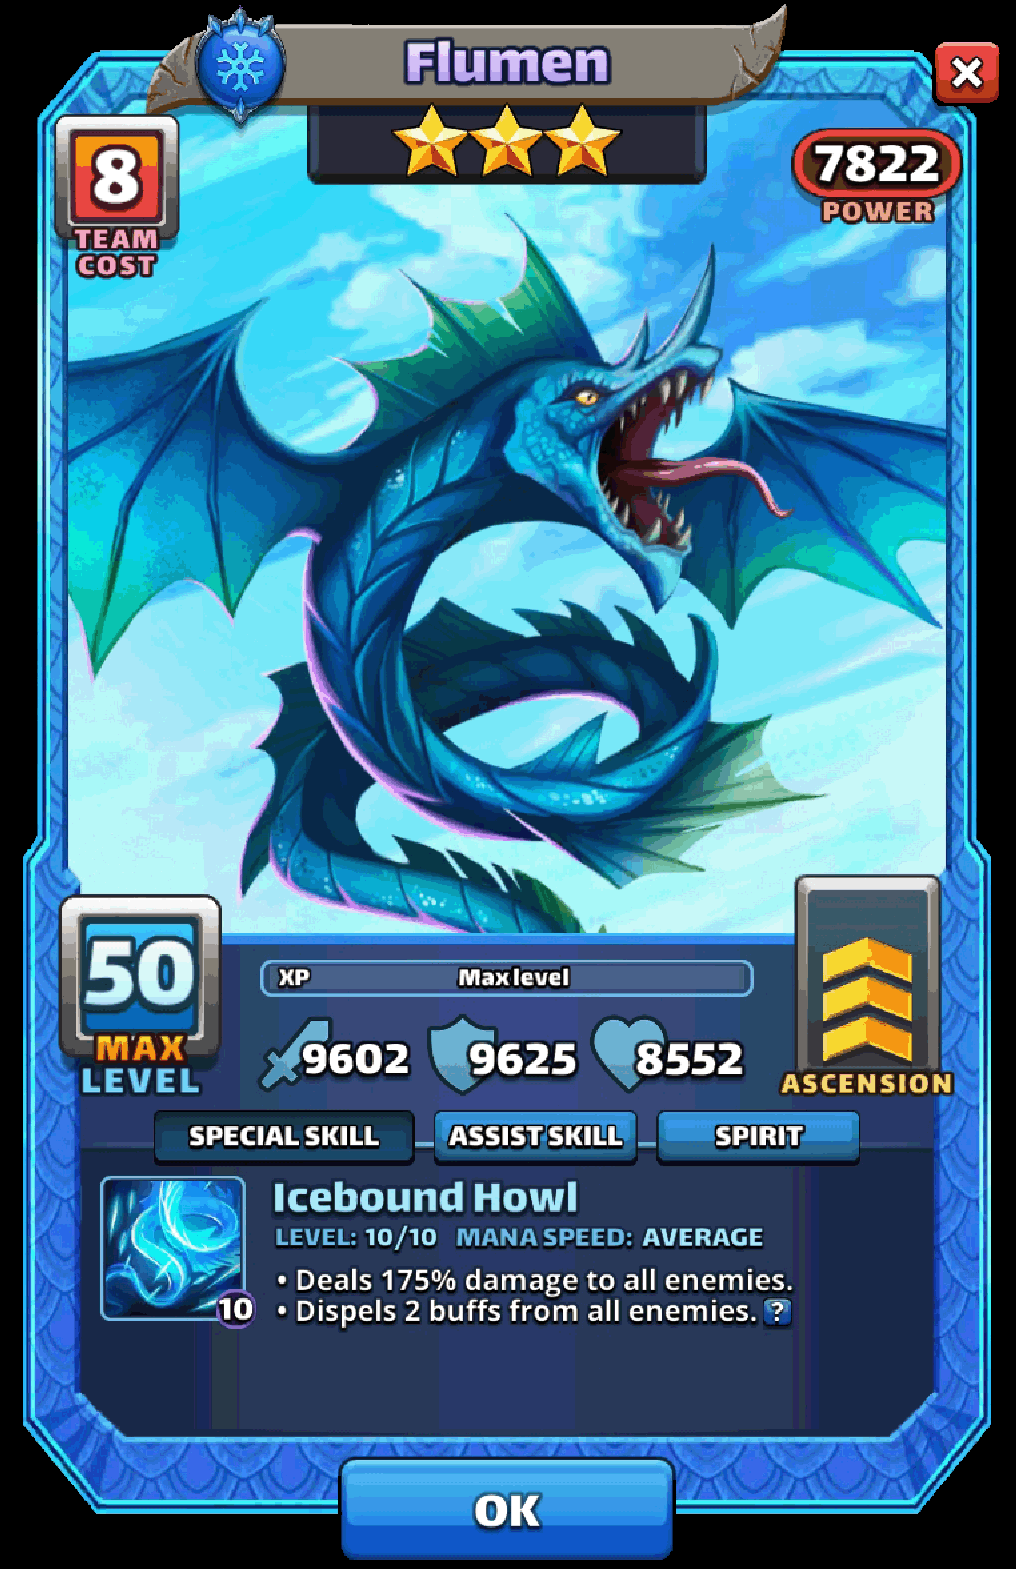 Flumen
8
TEAM
COST
7822
POWER
50
MAX
LEVEL
XP Max level
9602 9625 8552
ASCENSION
SPECIAL SKILL ASSIST SKILL SPIRIT
Icebound Howl
LEVEL: 10/10 MANA SPEED: AVERAGE
• Deals 175% damage to all enemies.
• Dispels 2 buffs from all enemies. ?
10
OK